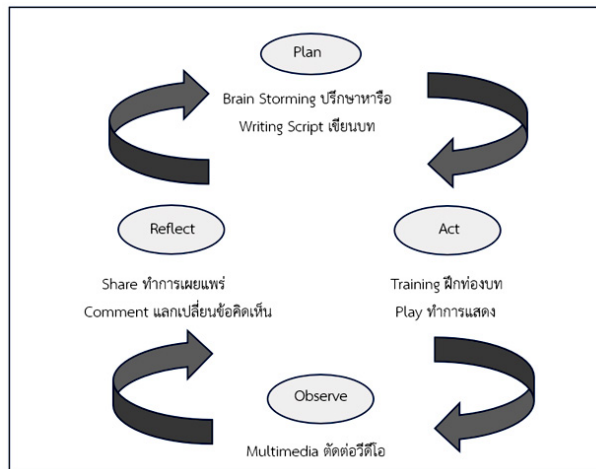 Plan
Brain Storming ปรึกษาหารือ
Writing Script เขียนบท
Reflect
Share ทำการเผยแพร่
Comment แลกเปลี่ยนข้อคิดเห็น
Act
Training ฝึกท่องบท
Play ทำการแสดง
Observe
Multimedia ตัดต่อวีดีโอ